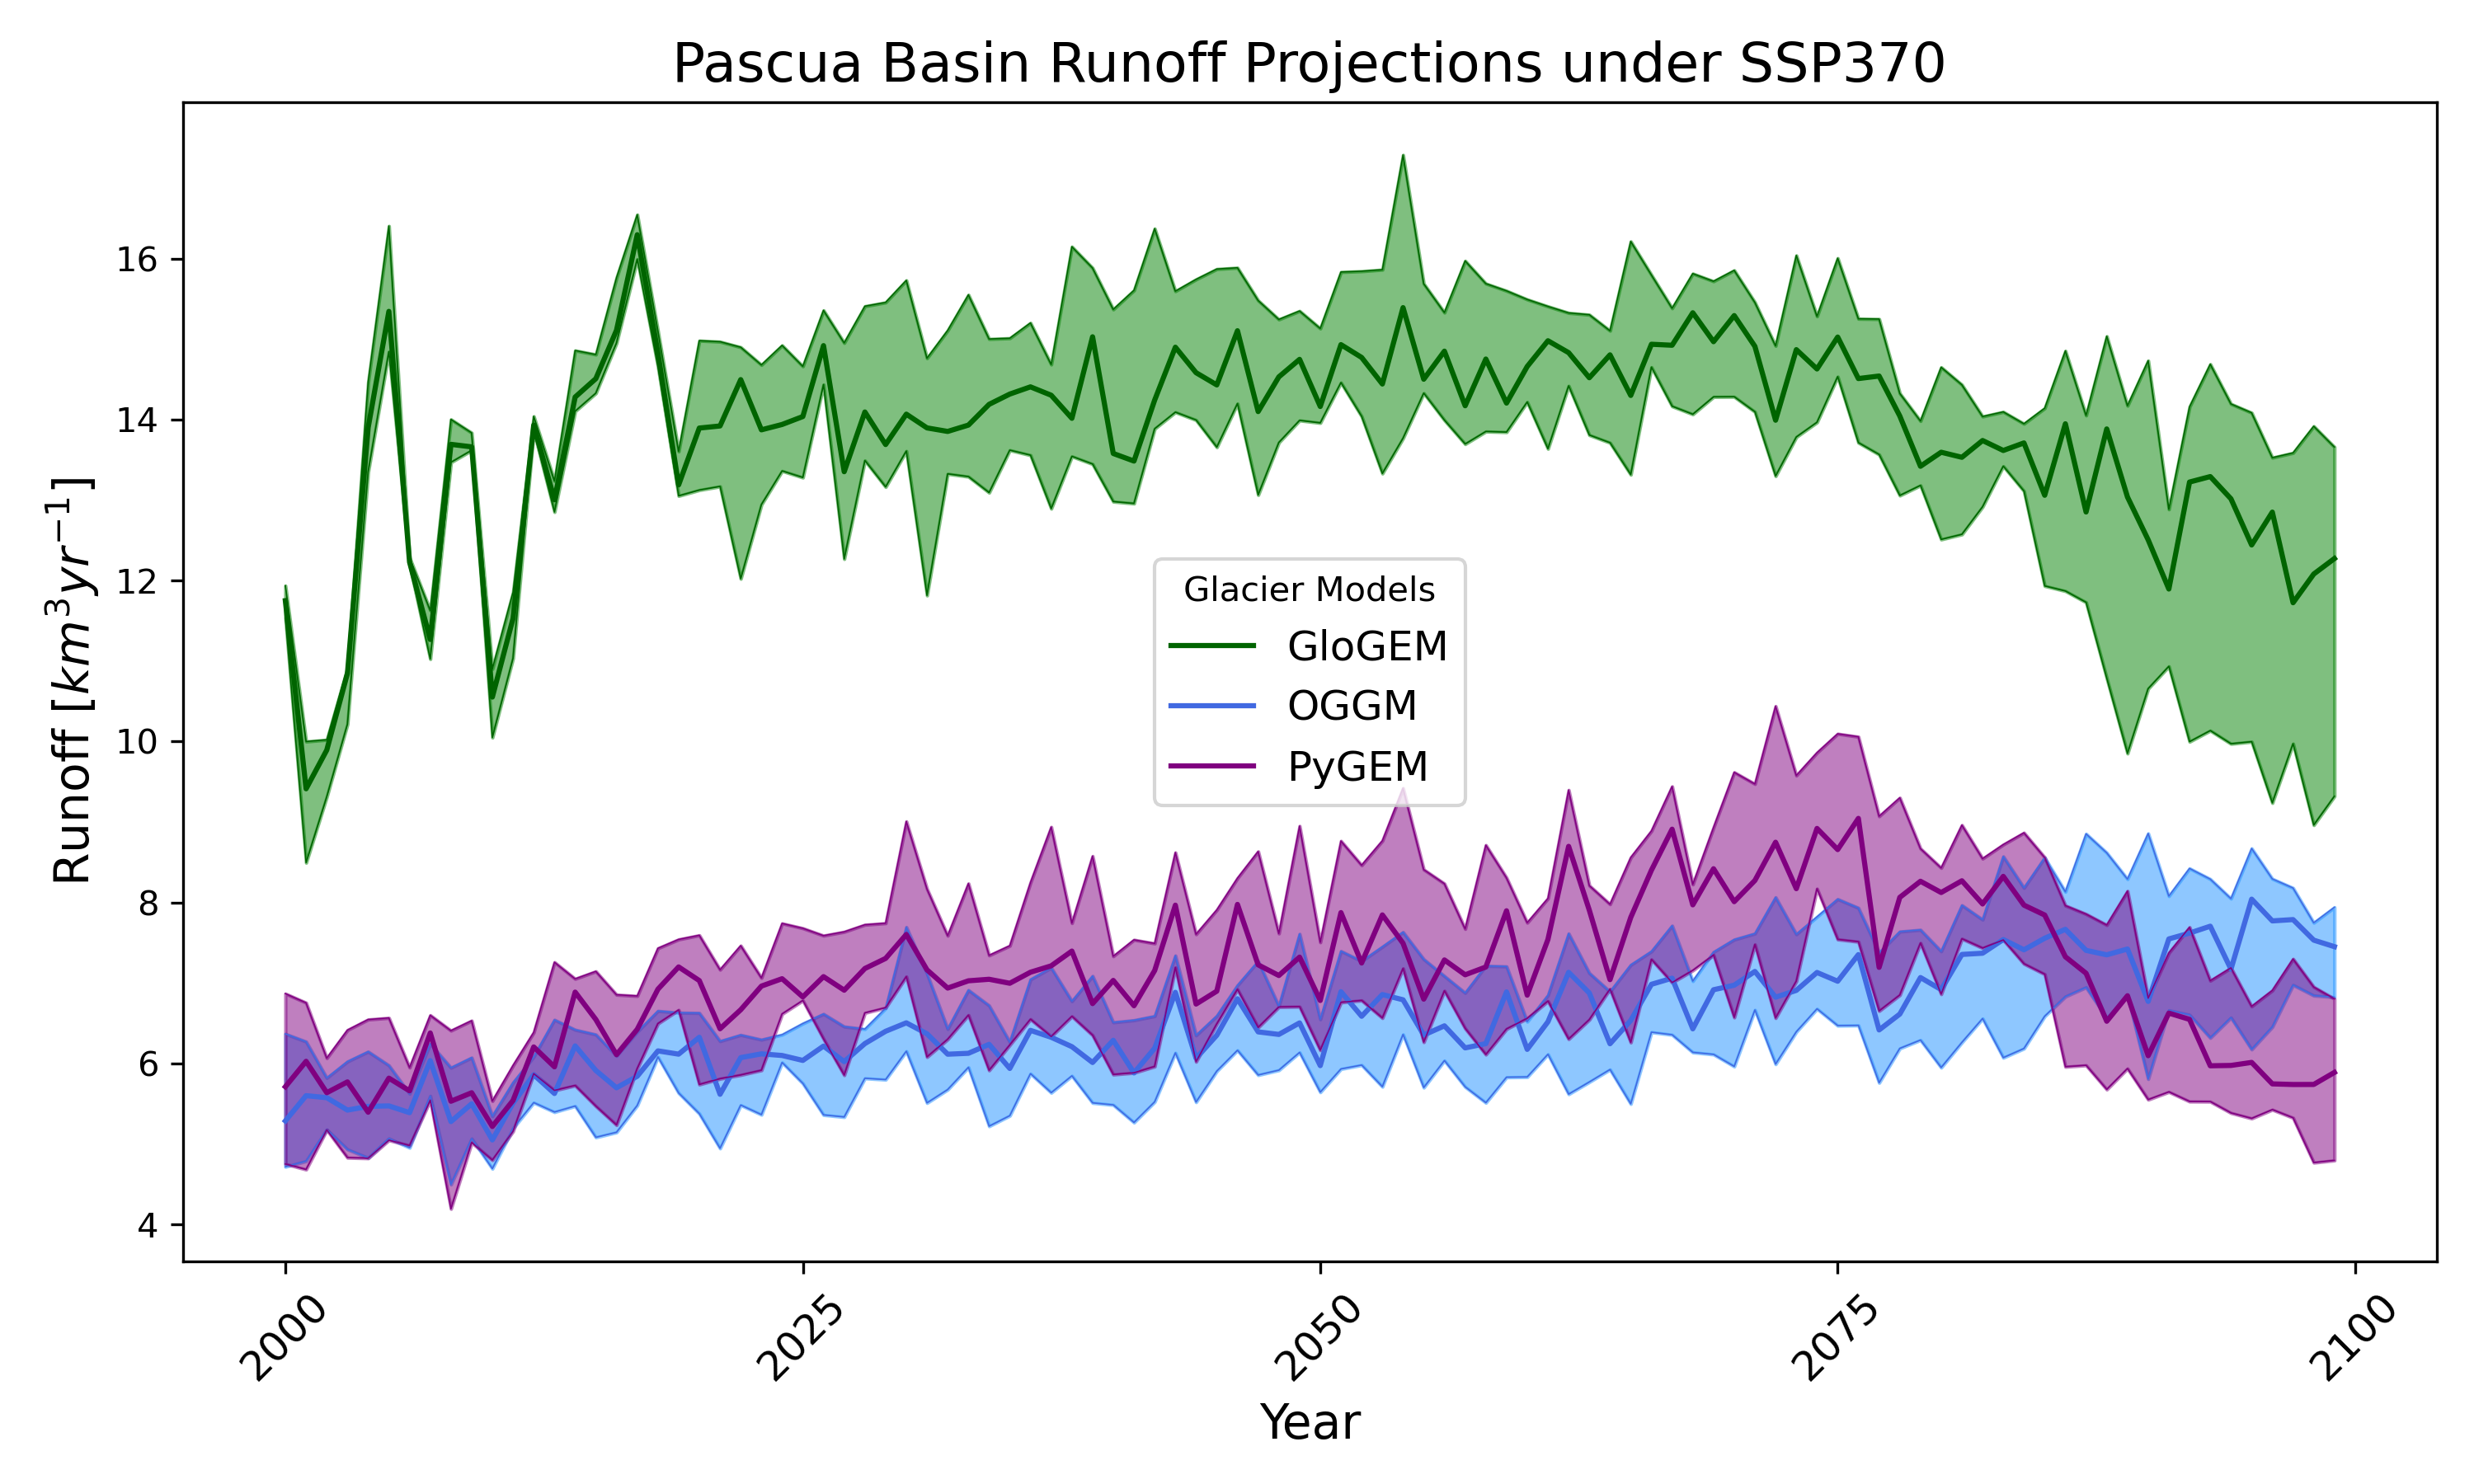 Pascua Basin Runoff Projections under SSP370
Runoff [km³yr⁻¹]
16
14
12
10
8
6
4
Glacier Models
GloGEM
OGGM
PyGEM
2000
2025
2050
2075
2100
Year